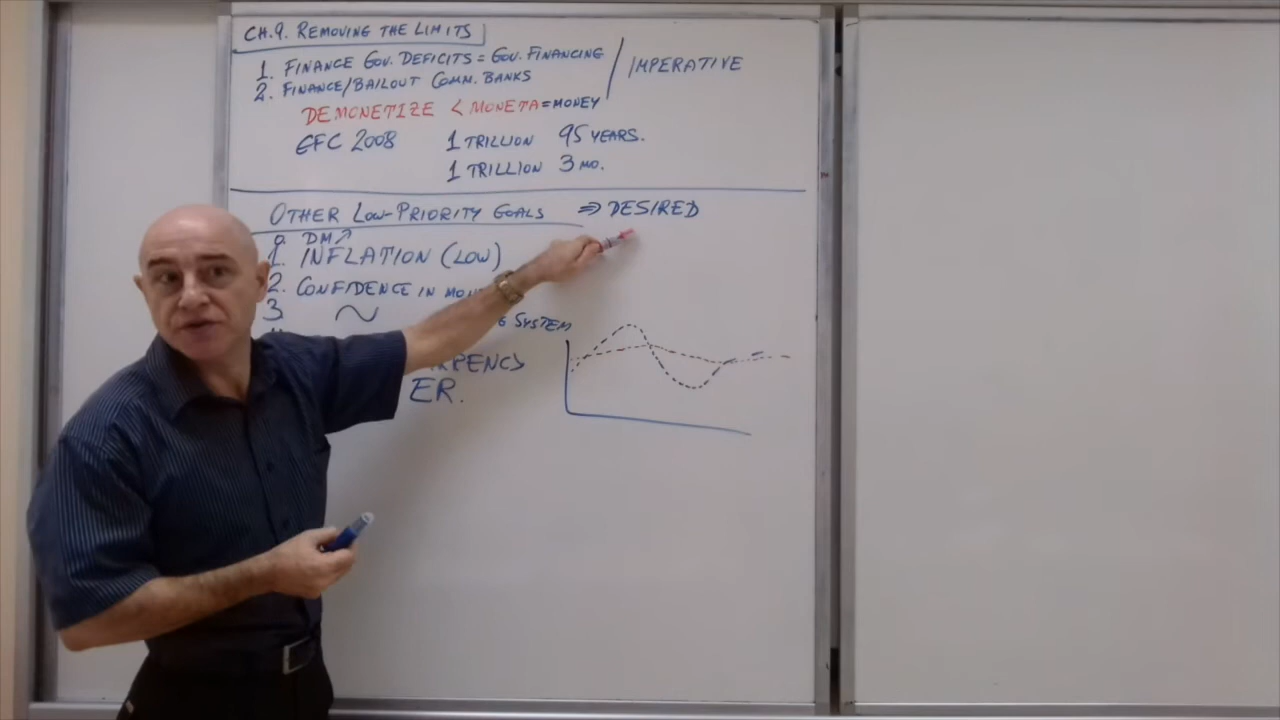 CH.9. REMOVING THE LIMITS
1. FINANCE GOV. DEFICITS = GOV. FINANCING
2. FINANCE/BAILOUT COMM. BANKS
IMPERATIVE
DEMONETIZE < MONETA = MONEY
GFC 2008 1 TRILLION 95 YEARS.
1 TRILLION 3 MO.
OTHER LOW-PRIORITY GOALS ⇒ DESIRED
0. DM ↗
1. INFLATION (LOW)
2. CONFIDENCE IN
3 ~ SYSTEM
ER.